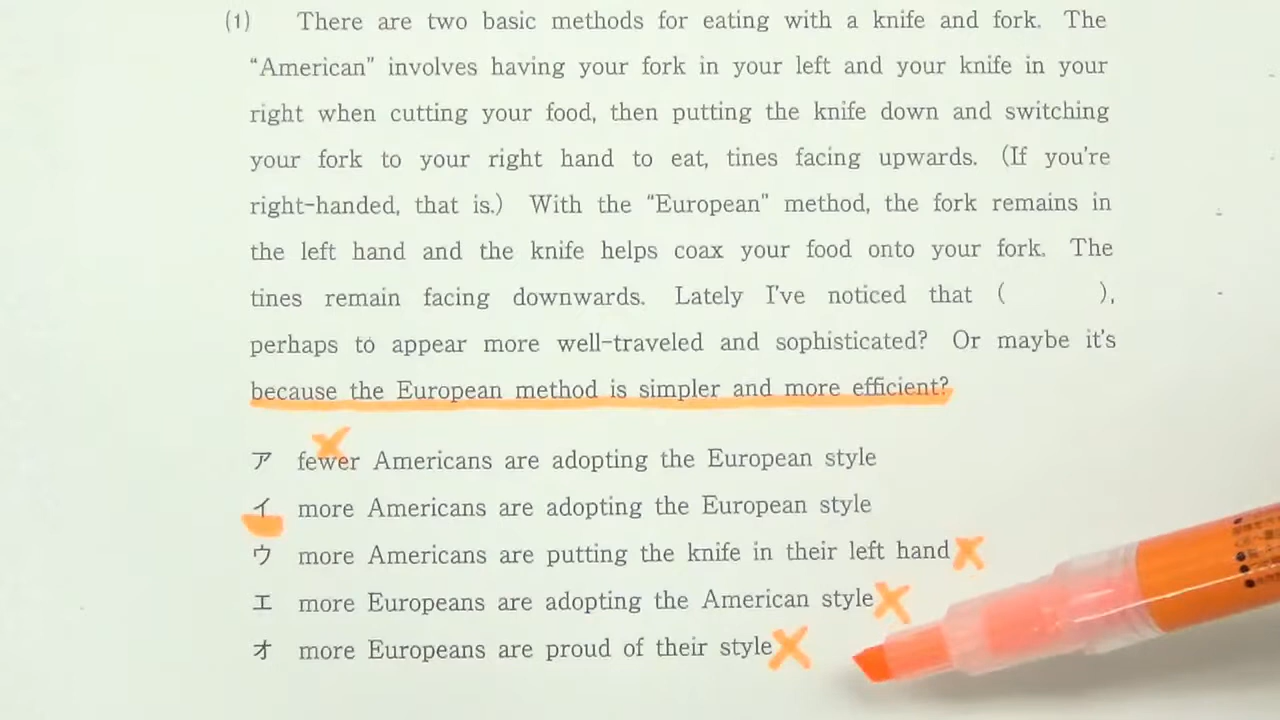 (1) There are two basic methods for eating with a knife and fork. The
“American” involves having your fork in your left and your knife in your
right when cutting your food, then putting the knife down and switching
your fork to your right hand to eat, tines facing upwards. (If you're
right-handed, that is.) With the “European” method, the fork remains in
the left hand and the knife helps coax your food onto your fork. The
tines remain facing downwards. Lately I've noticed that ( ),
perhaps to appear more well-traveled and sophisticated? Or maybe it's
because the European method is simpler and more efficient?
ア fewer Americans are adopting the European style
イ more Americans are adopting the European style
ウ more Americans are putting the knife in their left hand
エ more Europeans are adopting the American style
オ more Europeans are proud of their style